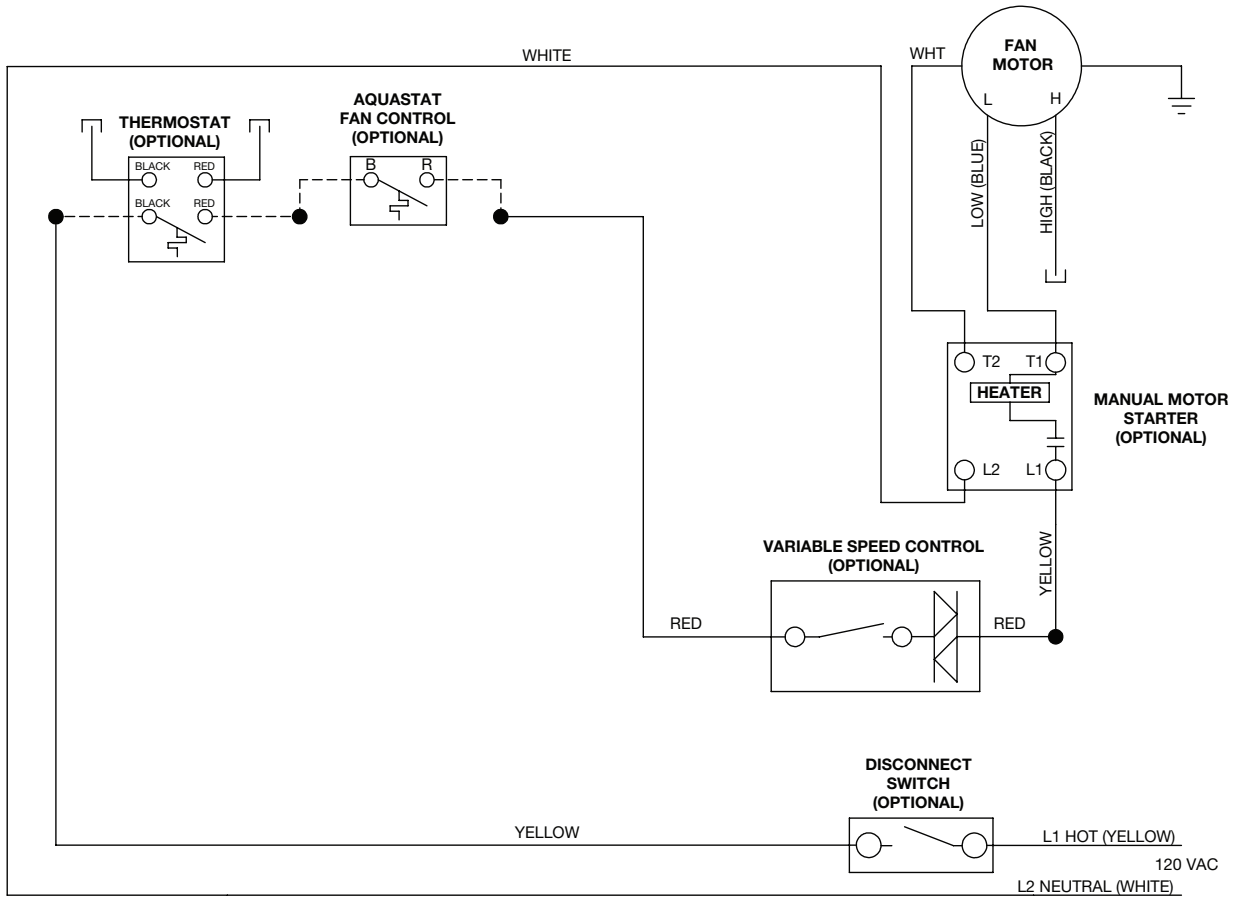 WHITE
WHT
FAN
MOTOR
L
H
AQUASTAT
FAN CONTROL
(OPTIONAL)
THERMOSTAT
(OPTIONAL)
BLACK
RED
BLACK
RED
B
R
LOW (BLUE)
HIGH (BLACK)
T2
T1
HEATER
L2
L1
MANUAL MOTOR
STARTER
(OPTIONAL)
VARIABLE SPEED CONTROL
(OPTIONAL)
YELLOW
RED
RED
DISCONNECT
SWITCH
(OPTIONAL)
YELLOW
L1 HOT (YELLOW)
120 VAC
L2 NEUTRAL (WHITE)